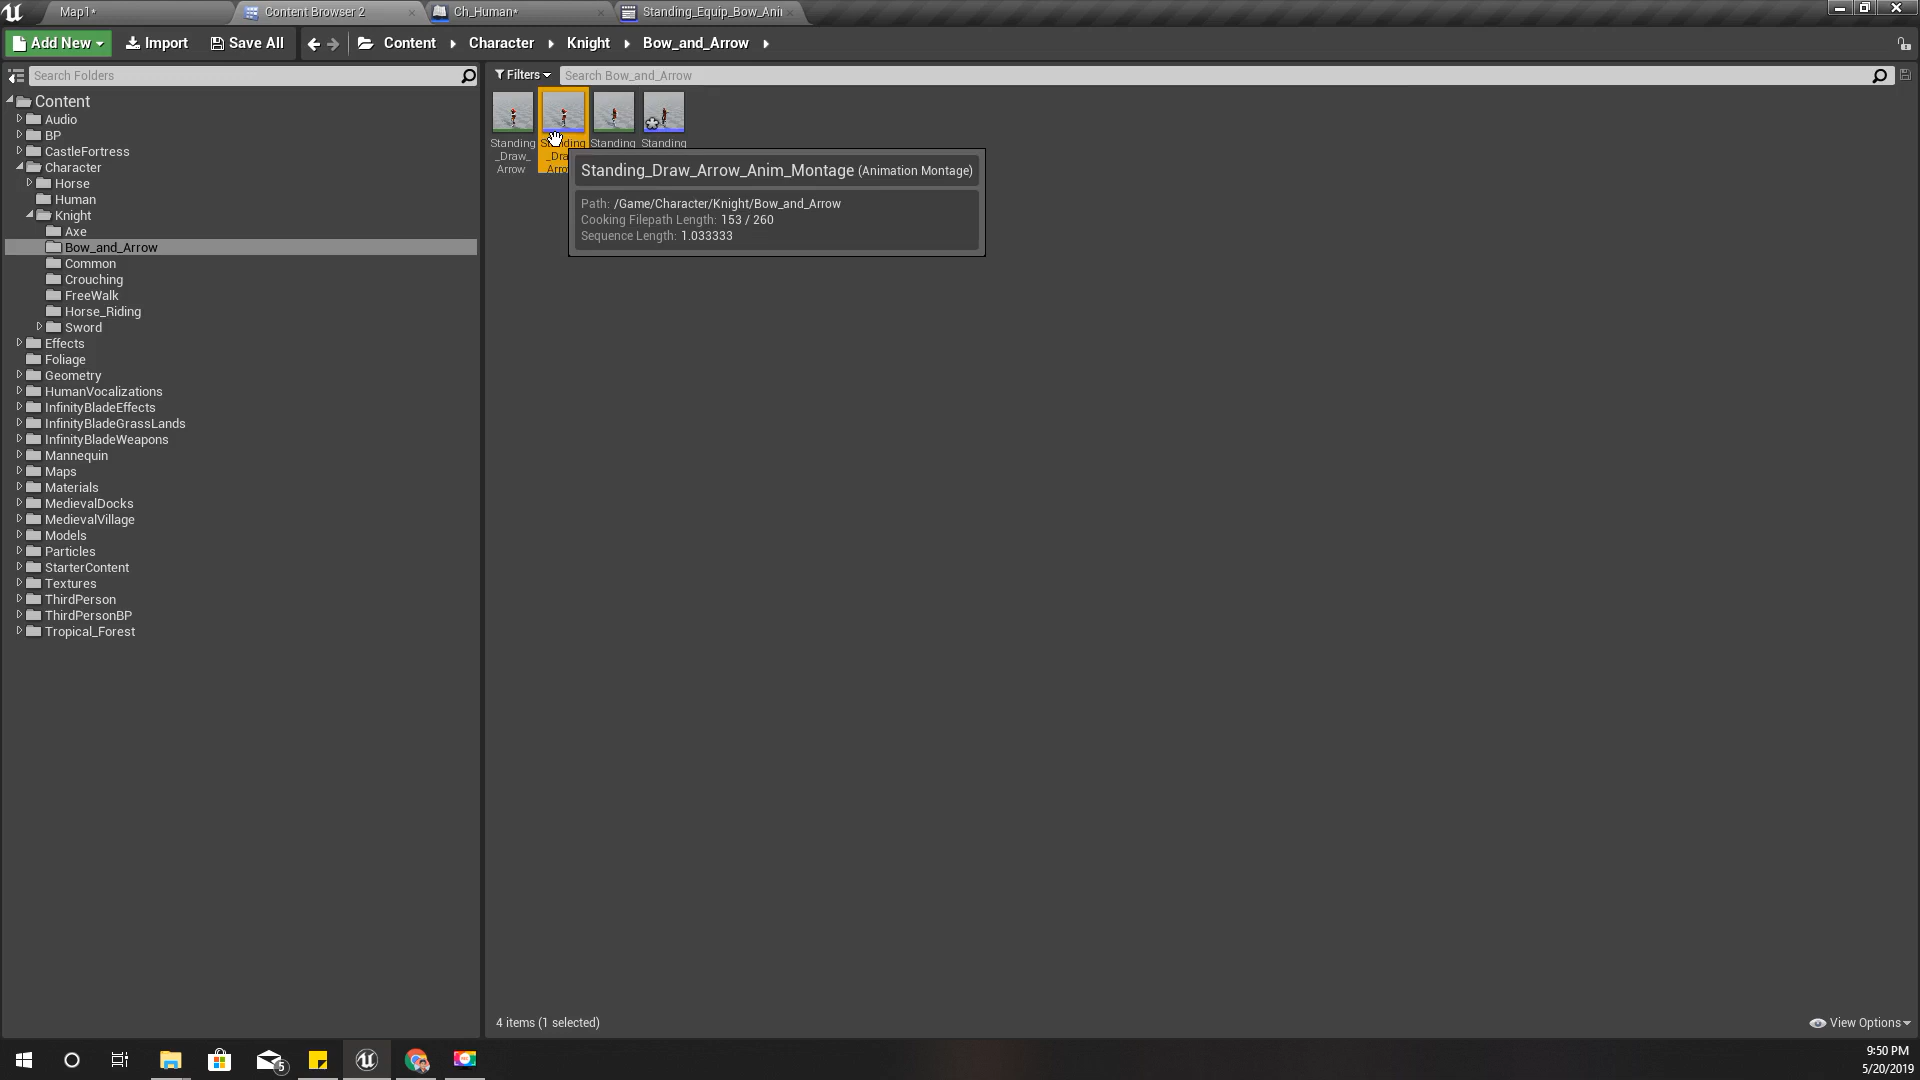 Map1*
Content Browser 2
Ch_Human*
Standing_Equip_Bow_Ani
Add New
Import
Save All
Content
Character
Knight
Bow_and_Arrow
Search Folders
Filters
Search Bow_and_Arrow
Content
Audio
BP
CastleFortress
Character
Horse
Human
Knight
Axe
Bow_and_Arrow
Common
Crouching
FreeWalk
Horse_Riding
Sword
Effects
Foliage
Geometry
HumanVocalizations
InfinityBladeEffects
InfinityBladeGrassLands
InfinityBladeWeapons
Mannequin
Maps
Materials
MedievalDocks
MedievalVillage
Models
Particles
StarterContent
Textures
ThirdPerson
ThirdPersonBP
Tropical_Forest
Standing
_Draw_
Arrow
Standing
_Dra
Arro
Standing
Standing
Standing_Draw_Arrow_Anim_Montage (Animation Montage)
Path: /Game/Character/Knight/Bow_and_Arrow
Cooking Filepath Length: 153 / 260
Sequence Length: 1.033333
4 items (1 selected)
View Options
5
9:50 PM
5/20/2019